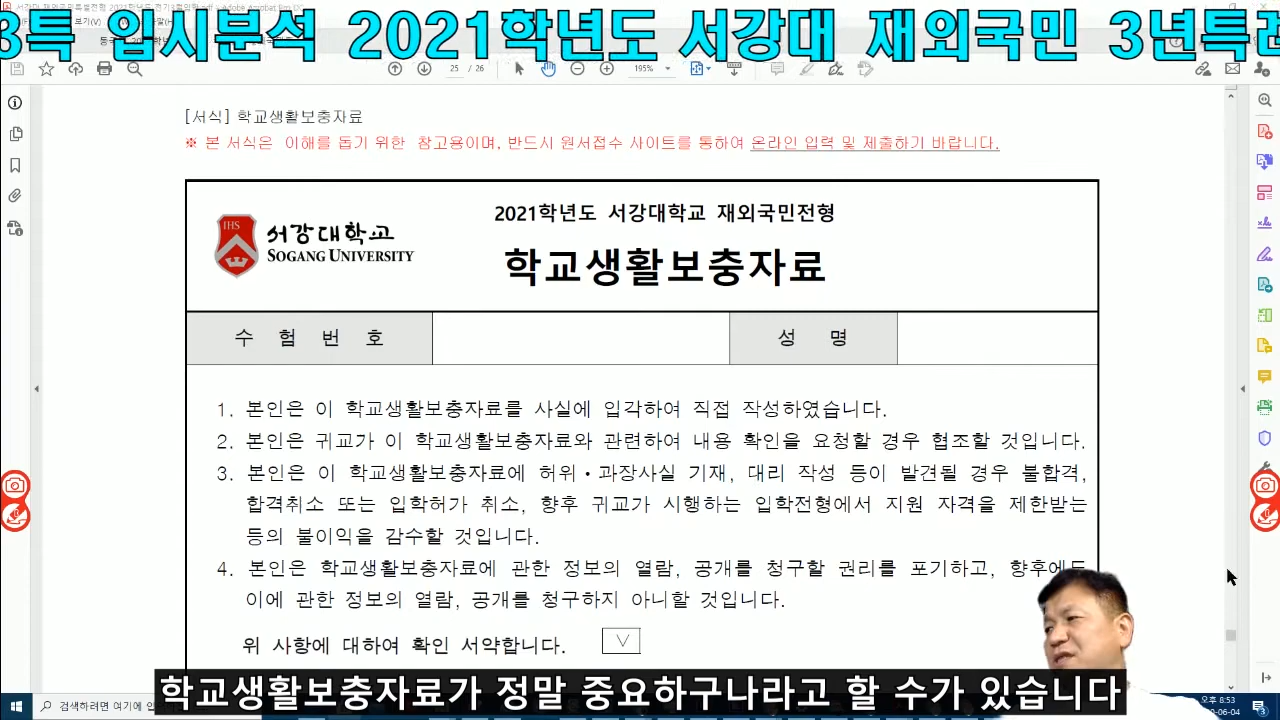 3특 입시분석 2021학년도 서강대 재외국민 3년특례
25 / 26
195%
[서식] 학교생활보충자료
※ 본 서식은 이해를 돕기 위한 참고용이며, 반드시 원서접수 사이트를 통하여 온라인 입력 및 제출하기 바랍니다.
IHS
서강대학교
SOGANG UNIVERSITY
2021학년도 서강대학교 재외국민전형
학교생활보충자료
수 험 번 호
성 명
1. 본인은 이 학교생활보충자료를 사실에 입각하여 직접 작성하였습니다.
2. 본인은 귀교가 이 학교생활보충자료와 관련하여 내용 확인을 요청할 경우 협조할 것입니다.
3. 본인은 이 학교생활보충자료에 허위·과장사실 기재, 대리 작성 등이 발견될 경우 불합격,
합격취소 또는 입학허가 취소, 향후 귀교가 시행하는 입학전형에서 지원 자격을 제한받는
등의 불이익을 감수할 것입니다.
4. 본인은 학교생활보충자료에 관한 정보의 열람, 공개를 청구할 권리를 포기하고, 향후에도
이에 관한 정보의 열람, 공개를 청구하지 아니할 것입니다.
위 사항에 대하여 확인 서약합니다. V
학교생활보충자료가 정말 중요하구나라고 할 수가 있습니다
검색하려면 여기에
오후 8:53
3